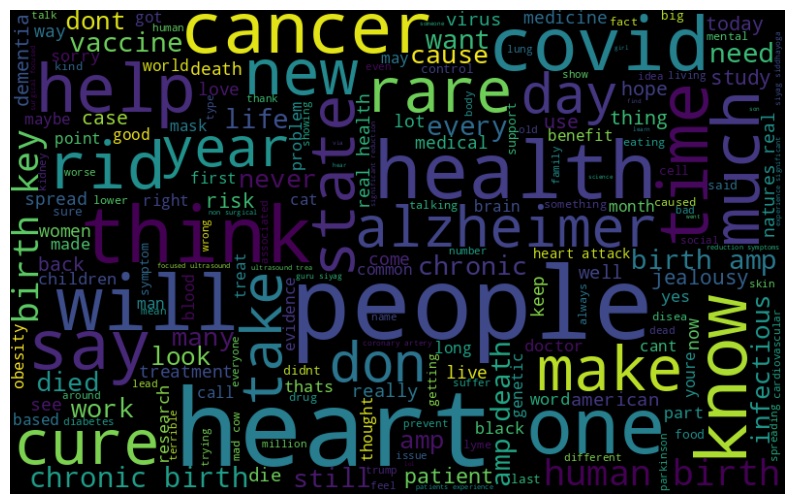 dont
cancer
virus
medicine
fact
big
talk
human
got
way
vaccine
want
covid
today
dementia
sorry
cause
may
need
mental
kind
world
death
new
rare
day
control
lung
girl
help
love
study
maybe
type
state
hope
idea
living
show
case
mask
life
every
lot
use
thing
body
point
good
thank
problem
showing
medical
support
benefit
old
rid
year
never
real health
eating
natures real
time
much
spread
right
first
health
family
cell
said
birth key
worse
risk
cat
talking
brain
something
month
caused
women
sure
lower
non surgical
think
alzheimer
science
bad
social
made
wrong
associated
number
heart attack
birth amp
back
focused ultrasound
ultrasound trea
guru siyag
come
common
chronic
well
jealousy
reduction symptoms
children
symptom
treat
evidence
people
keep
always
yes
skin
will
man
mean
blood
take
name
disea
dead
infectious
cardiovascular
obesity
say
many
everyone
coronary artery
doctor
cant
now
know
look
call
didnt
don
long
genetic
youre
treatment
thats
getting
live
make
died
see
lead
drug
really
suffer
word
american
part
spreading
work
around
research
terrible
thought
amp death
black
food
based
diabetes
trying
mad cow
million
heart
prevent
lyme
one
different
parkinson
cure
amp
issue
chronic birth
die
still
trump
feel
patient
last
human birth
patients experience